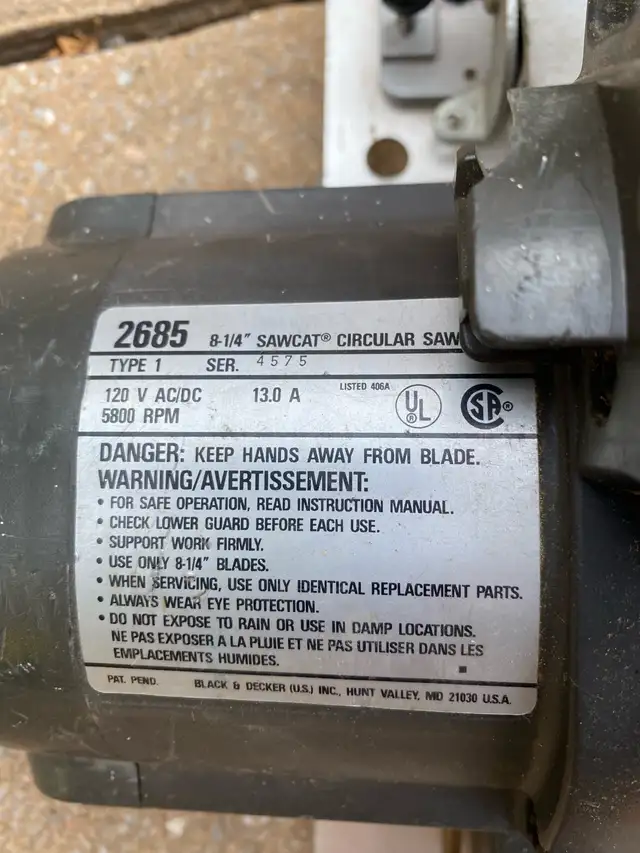 2685 8-1/4" SAWCAT® CIRCULAR SAW
TYPE 1 SER. 4575
120 V AC/DC 13.0 A LISTED 406A UL® SA®
5800 RPM
DANGER: KEEP HANDS AWAY FROM BLADE.
WARNING/AVERTISSEMENT:
• FOR SAFE OPERATION, READ INSTRUCTION MANUAL.
• CHECK LOWER GUARD BEFORE EACH USE.
• SUPPORT WORK FIRMLY.
• USE ONLY 8-1/4" BLADES.
• WHEN SERVICING, USE ONLY IDENTICAL REPLACEMENT PARTS.
• ALWAYS WEAR EYE PROTECTION.
• DO NOT EXPOSE TO RAIN OR USE IN DAMP LOCATIONS.
NE PAS EXPOSER A LA PLUIE ET NE PAS UTILISER DANS LES
EMPLACEMENTS HUMIDES.
PAT. PEND. BLACK & DECKER (U.S.) INC., HUNT VALLEY, MD 21030 U.S.A.